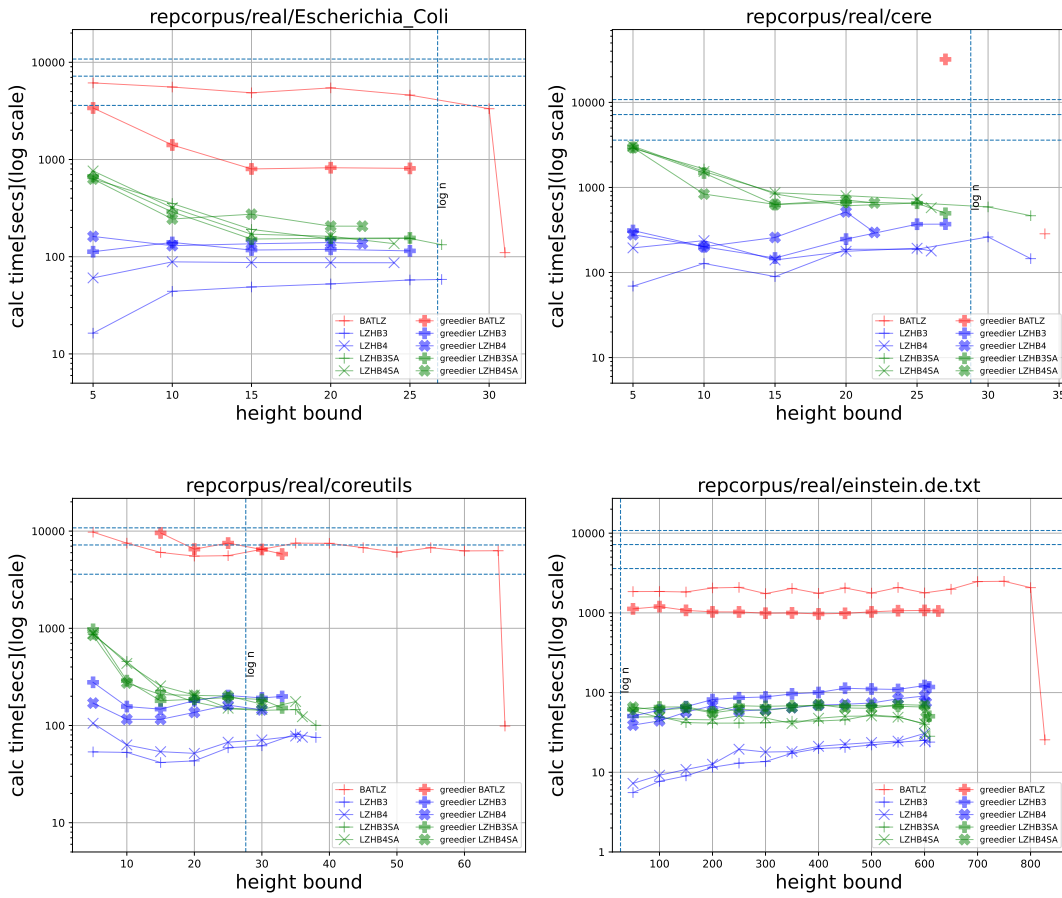 repcorpus/real/Escherichia_Coli
calc time[secs](log scale)
10000
1000
100
10
log n
BATLZ
LZHB3
LZHB4
LZHB3SA
LZHB4SA
greedier BATLZ
greedier LZHB3
greedier LZHB4
greedier LZHB3SA
greedier LZHB4SA
5 10 15 20 25 30
height bound
repcorpus/real/cere
calc time[secs](log scale)
10000
1000
100
10
log n
BATLZ
LZHB3
LZHB4
LZHB3SA
LZHB4SA
greedier BATLZ
greedier LZHB3
greedier LZHB4
greedier LZHB3SA
greedier LZHB4SA
5 10 15 20 25 30 35
height bound
repcorpus/real/coreutils
calc time[secs](log scale)
10000
1000
100
10
log n
BATLZ
LZHB3
LZHB4
LZHB3SA
LZHB4SA
greedier BATLZ
greedier LZHB3
greedier LZHB4
greedier LZHB3SA
greedier LZHB4SA
10 20 30 40 50 60
height bound
repcorpus/real/einstein.de.txt
calc time[secs](log scale)
10000
1000
100
10
1
log n
BATLZ
LZHB3
LZHB4
LZHB3SA
LZHB4SA
greedier BATLZ
greedier LZHB3
greedier LZHB4
greedier LZHB3SA
greedier LZHB4SA
100 200 300 400 500 600 700 800
height bound